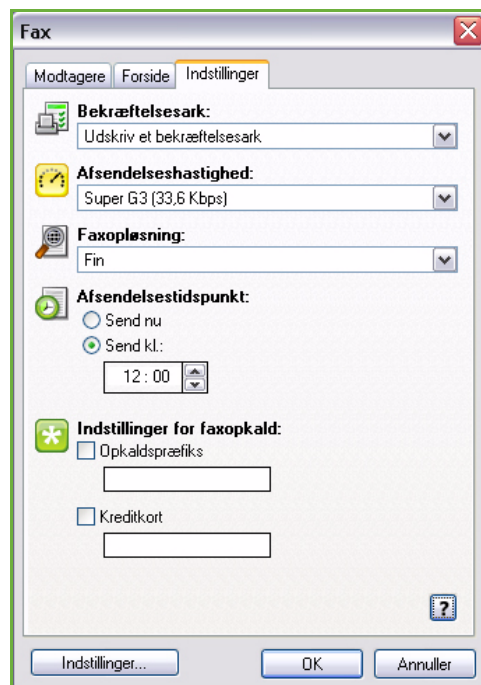 Fax
Modtagere Forside Indstillinger
Bekræftelsesark:
Udskriv et bekræftelsesark
Afsendelseshastighed:
Super G3 (33,6 Kbps)
Faxopløsning:
Fin
Afsendelsestidspunkt:
Send nu
Send kl.:
12 : 00
Indstillinger for faxopkald:
Opkaldspræfiks
Kreditkort
?
Indstillinger... OK Annuller